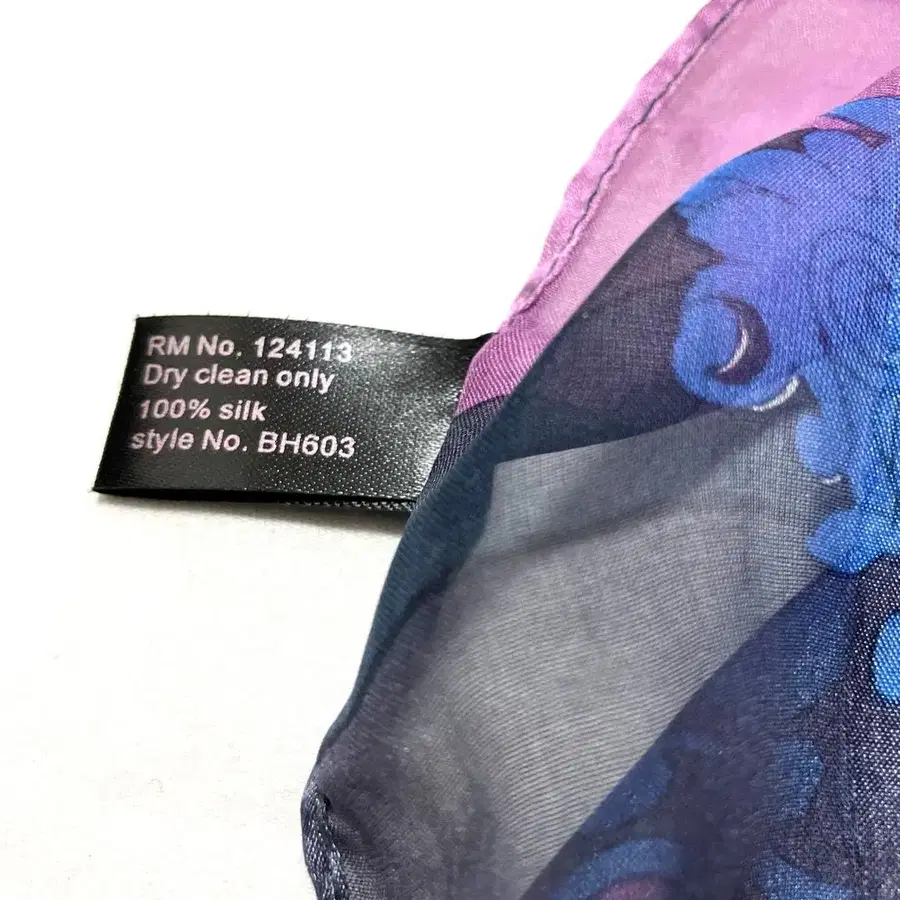 RM No. 124113
Dry clean only
100% silk
style No. BH603